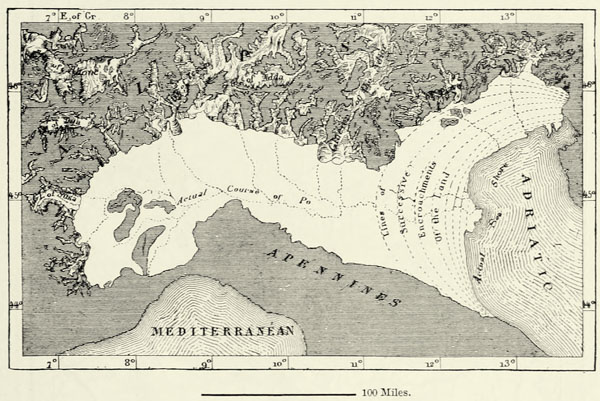 7° E. of Gr 8° 9° 10° 11° 12° 13°
46°
Adda
45°
Actual Course of Po
Lines of
Successive
Encroachments
Of the Land
Actual Sea Shore
ADRIATIC
APENNINES
44°
MEDITERRANÉAN
46°
45°
44°
7° 8° 9° 10° 11° 12° 13°
100 Miles.